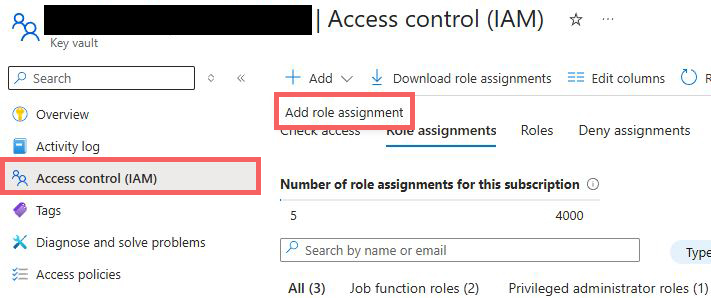 | Access control (IAM)
Key vault
Search
Add
Download role assignments
Edit columns
Add role assignment
Overview
Check access
Role assignments
Roles
Deny assignments
Activity log
Access control (IAM)
Number of role assignments for this subscription
Tags
5
4000
Diagnose and solve problems
Search by name or email
Type
Access policies
All (3)
Job function roles (2)
Privileged administrator roles (1)